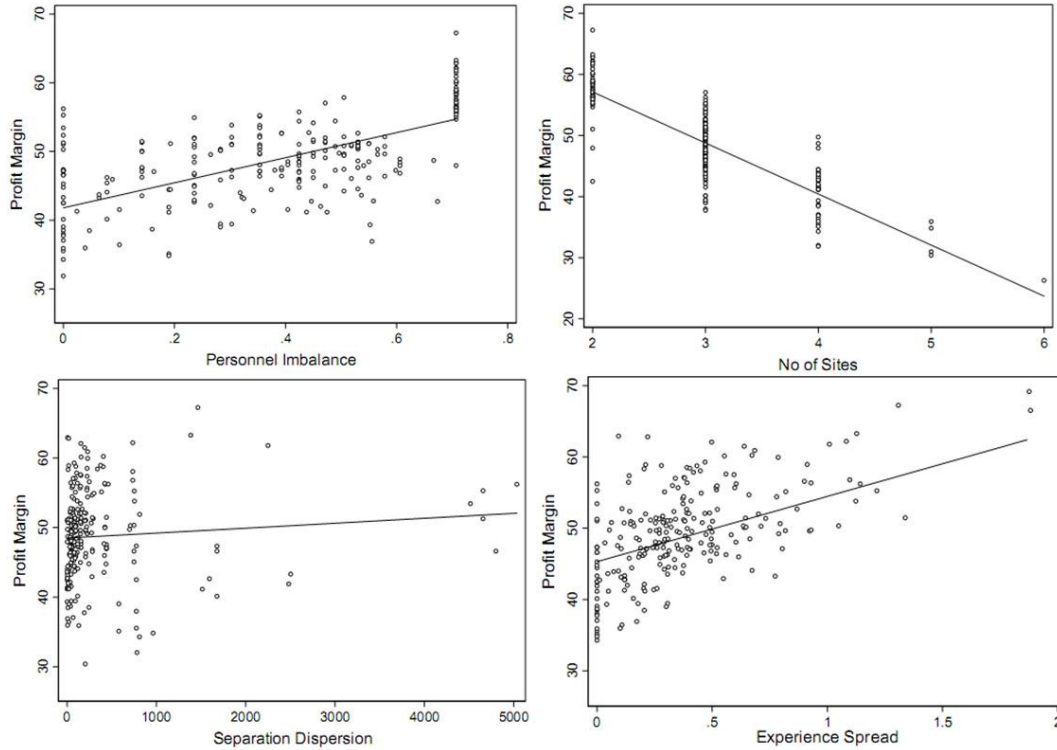 70
60
50
40
30
Profit Margin
0 .2 .4 .6 .8
Personnel Imbalance
70
60
50
40
30
20
Profit Margin
2 3 4 5 6
No of Sites
70
60
50
40
30
Profit Margin
0 1000 2000 3000 4000 5000
Separation Dispersion
70
60
50
40
30
Profit Margin
0 .5 1 1.5 2
Experience Spread